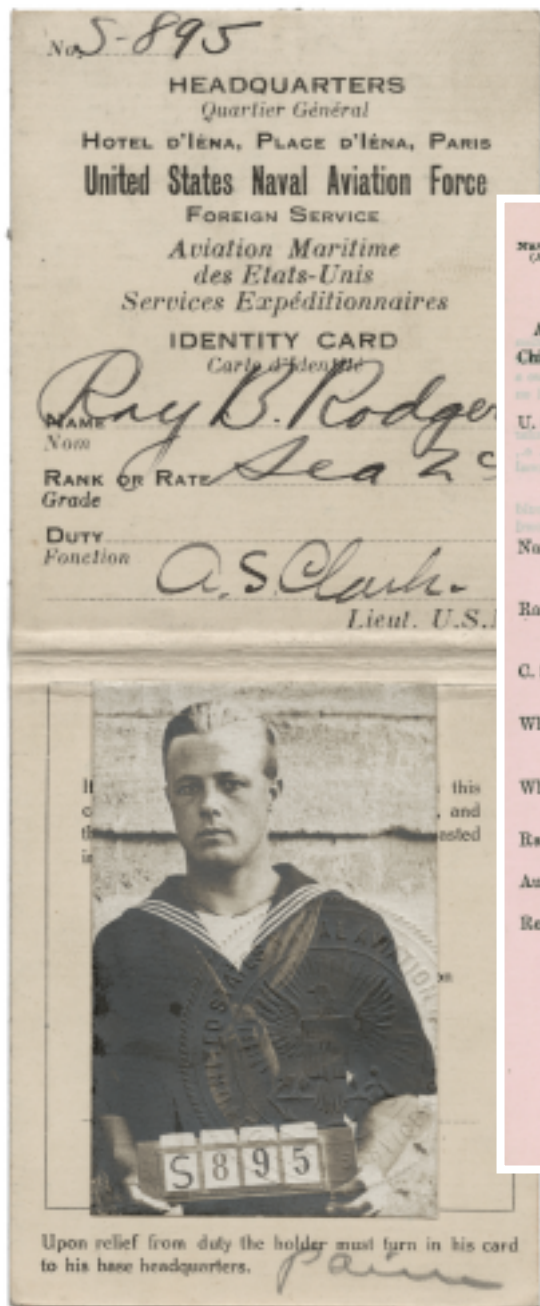 No. S-895
HEADQUARTERS
Quartier Général
HOTEL D'IÉNA, PLACE D'IÉNA, PARIS
United States Naval Aviation Force
FOREIGN SERVICE
Aviation Maritime
des Etats-Unis
Services Expéditionnaires
IDENTITY CARD
Carte d'Identité
NAME Ray B. Rodger
Nom
RANK OR RATE Sea 2c
Grade
DUTY
Fonction
A. S. Clark.
Lieut. U.S.
this
and
S895
Upon relief from duty the holder must turn in his card
to his base headquarters.
U.
C.